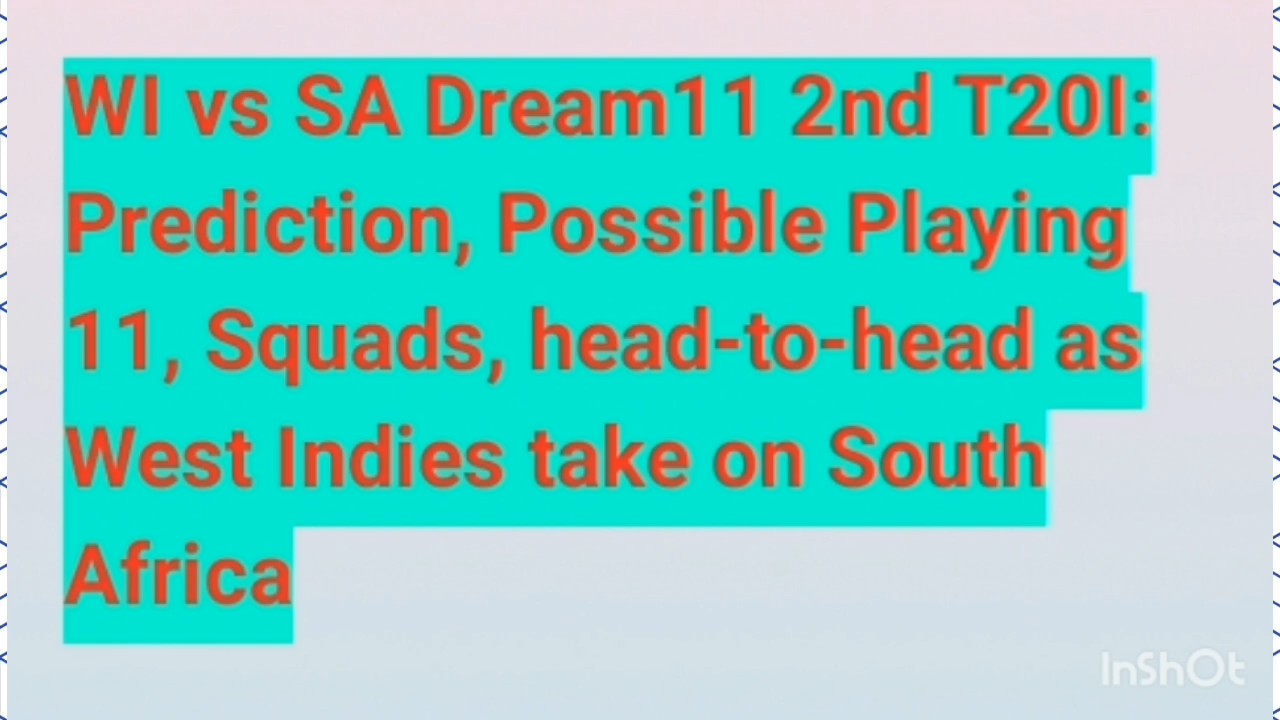 WI vs SA Dream11 2nd T20I:
Prediction, Possible Playing
11, Squads, head-to-head as
West Indies take on South
Africa
InShOt